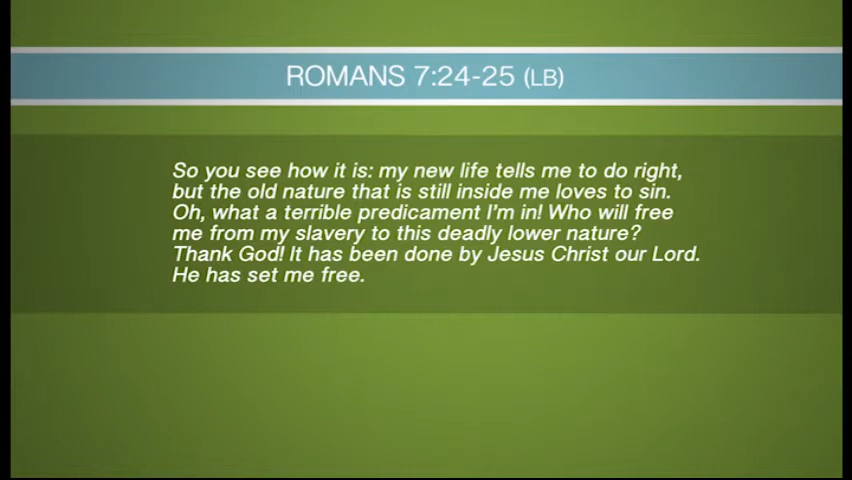 ROMANS 7:24-25 (LB)
So you see how it is: my new life tells me to do right,
but the old nature that is still inside me loves to sin.
Oh, what a terrible predicament I'm in! Who will free
me from my slavery to this deadly lower nature?
Thank God! It has been done by Jesus Christ our Lord.
He has set me free.